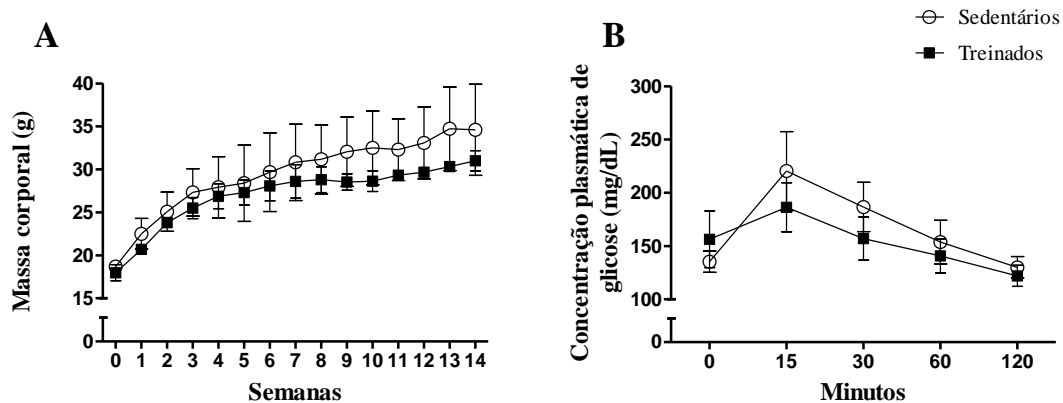 A
Massa corporal (g)
40
35
30
25
20
15
0
0 1 2 3 4 5 6 7 8 9 10 11 12 13 14
Semanas
B
Sedentários
Treinados
Concentração plasmática de
glicose (mg/dL)
300
250
200
150
100
0
0 15 30 60 120
Minutos